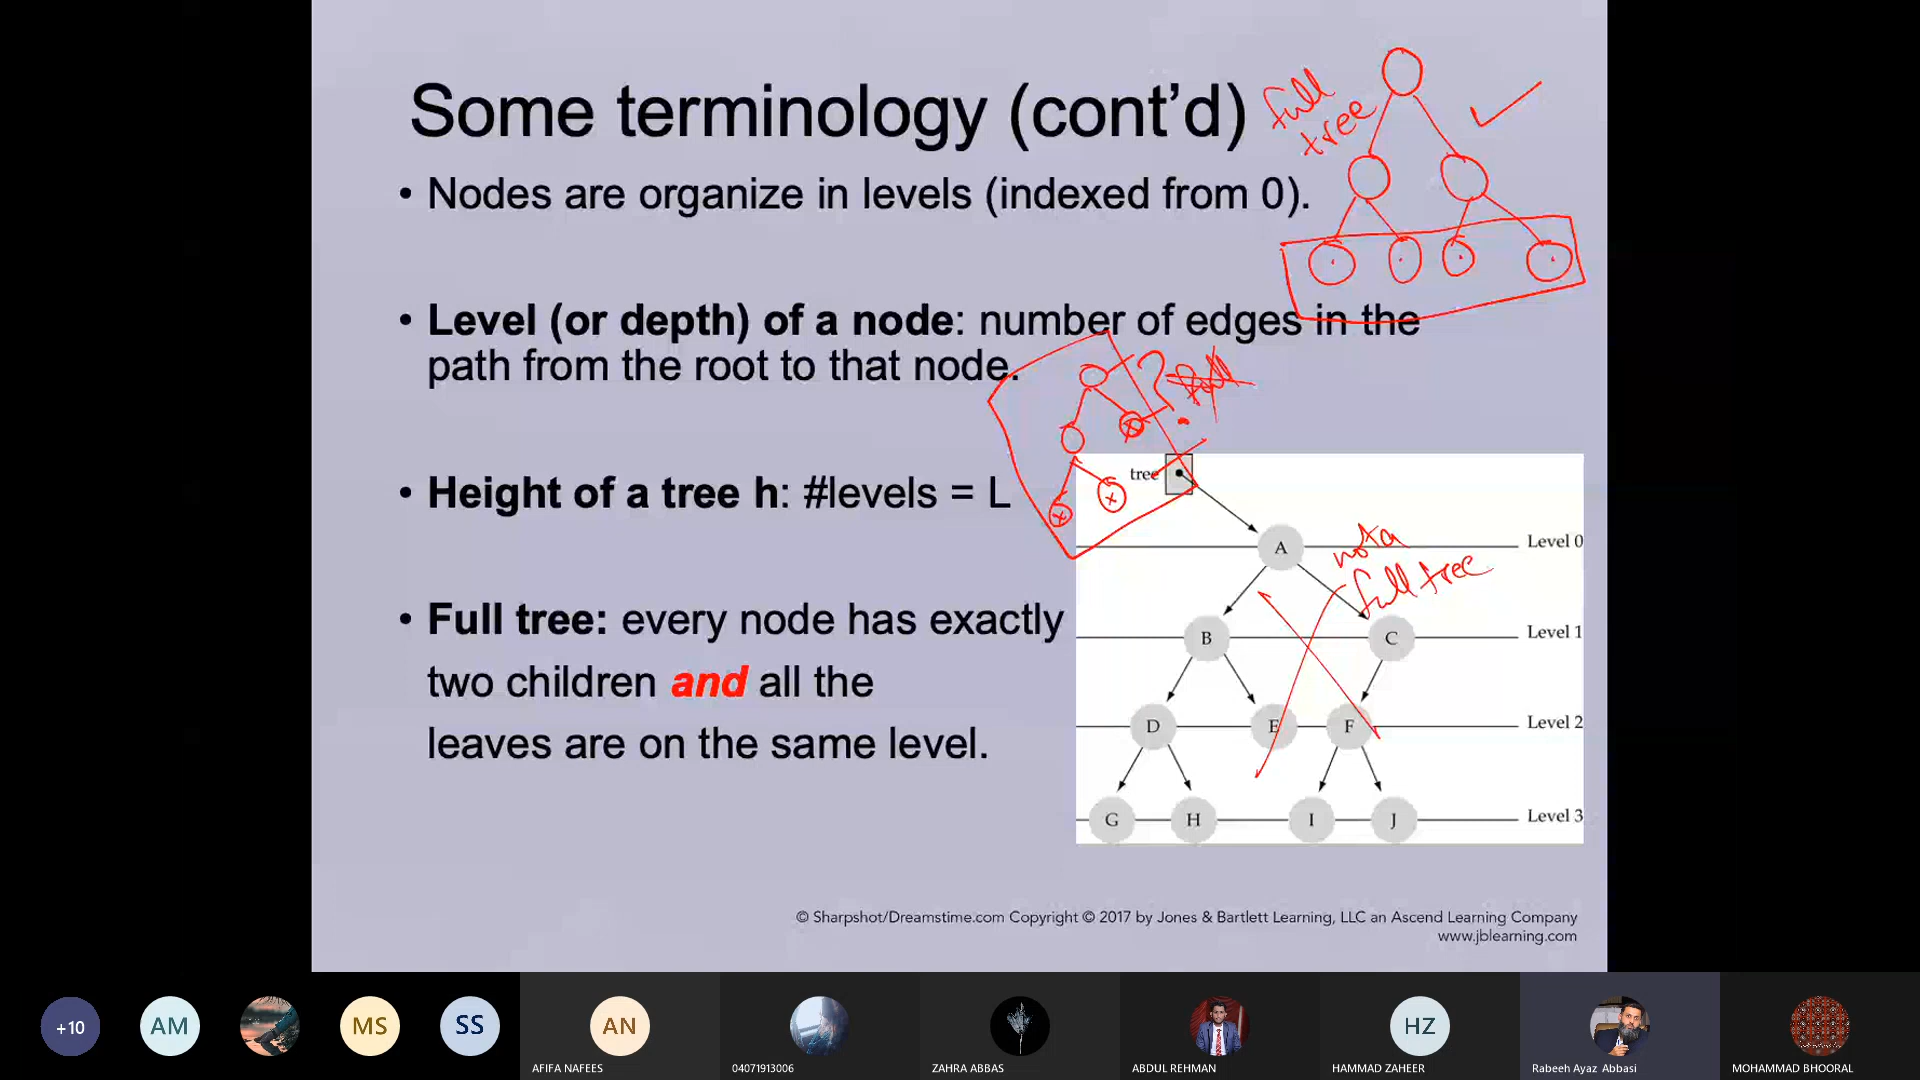 Some terminology (cont’d)
full
tree
• Nodes are organize in levels (indexed from 0).
• Level (or depth) of a node: number of edges in the
path from the root to that node.
?
• Height of a tree h: #levels = L
• Full tree: every node has exactly
two children and all the
leaves are on the same level.
tree
A
Level 0
not a
full tree
B
C
Level 1
D
E
F
Level 2
G
H
I
J
Level 3
© Sharpshot/Dreamstime.com Copyright © 2017 by Jones & Bartlett Learning, LLC an Ascend Learning Company
www.jblearning.com
+10
AM
MS
SS
AN
HZ
AFIFA NAFEES
04071913006
ZAHRA ABBAS
ABDUL REHMAN
HAMMAD ZAHEER
Rabeeh Ayaz Abbasi
MOHAMMAD BHOORAL